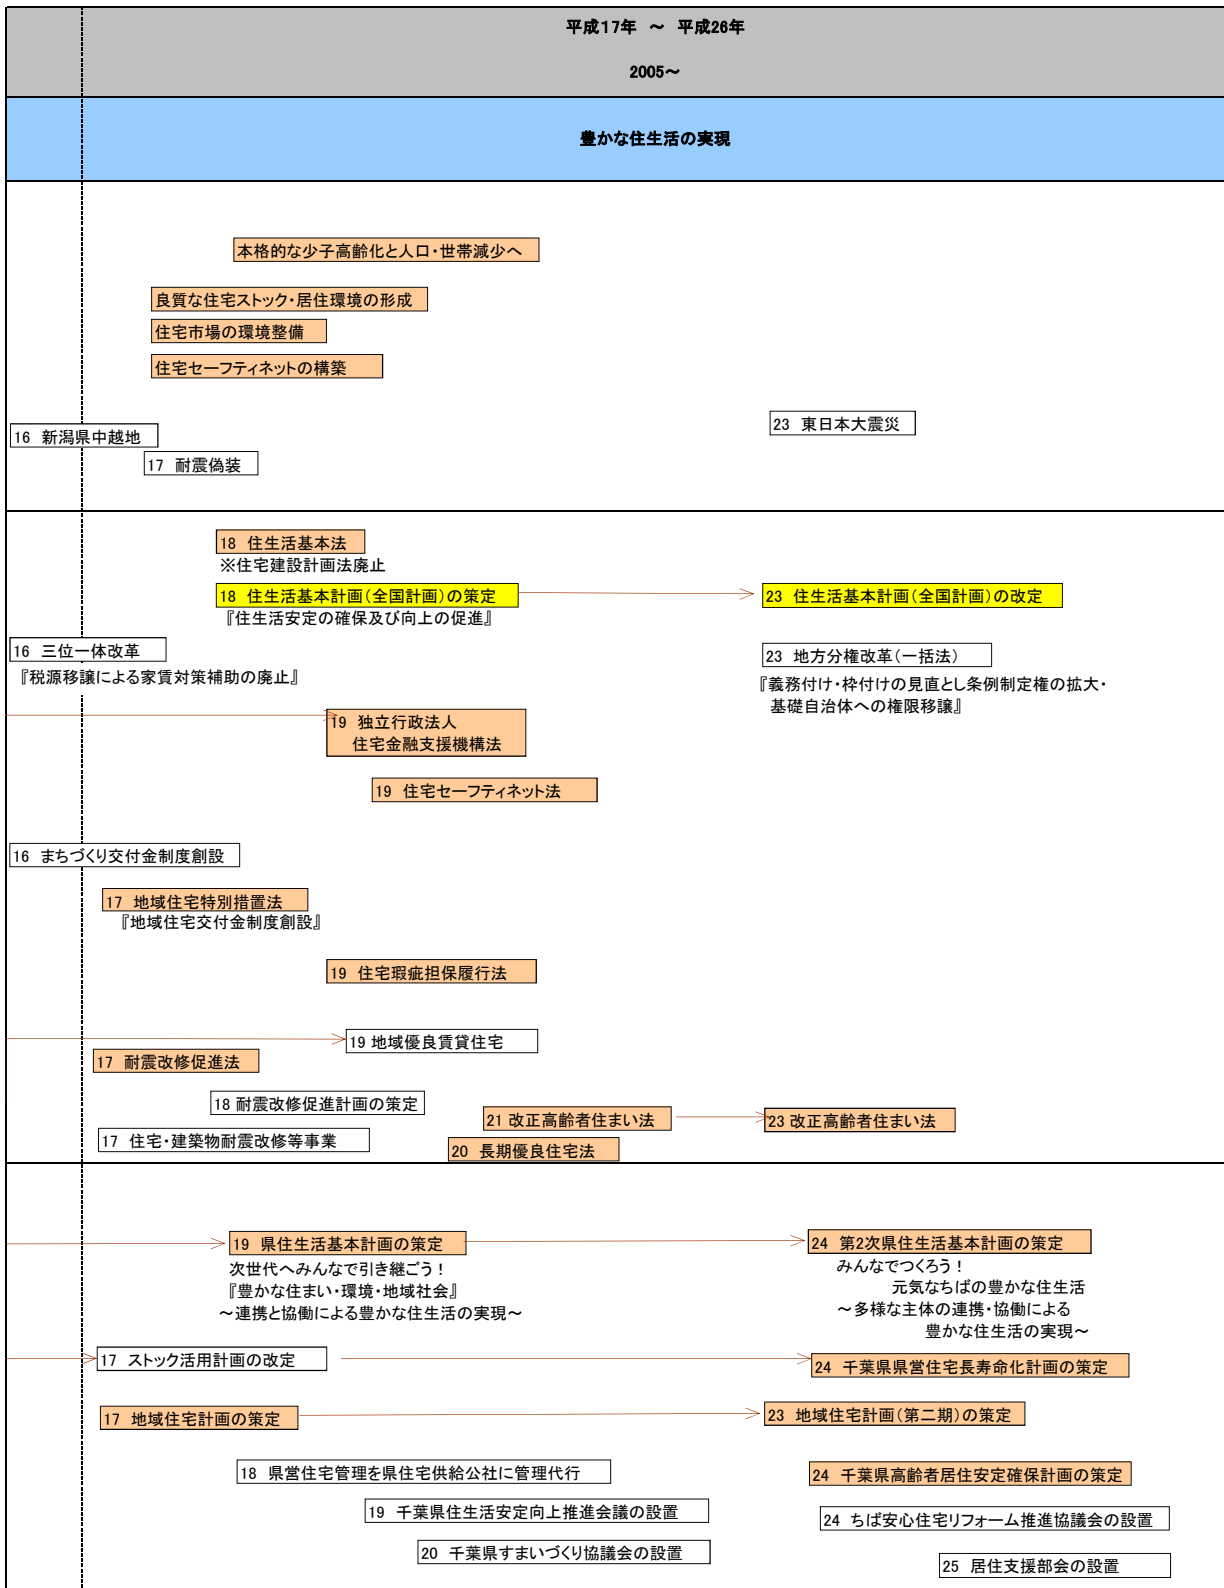 平成17年 ～ 平成26年
2005～
豊かな住生活の実現
本格的な少子高齢化と人口・世帯減少へ
良質な住宅ストック・居住環境の形成
住宅市場の環境整備
住宅セーフティネットの構築
23 東日本大震災
16 新潟県中越地
17 耐震偽装
18 住生活基本法
※住宅建設計画法廃止
18 住生活基本計画(全国計画)の策定
23 住生活基本計画(全国計画)の改定
『住生活安定の確保及び向上の促進』
16 三位一体改革
23 地方分権改革(一括法)
『税源移譲による家賃対策補助の廃止』
『義務付け・枠付けの見直とし条例制定権の拡大・
基礎自治体への権限移譲』
19 独立行政法人
住宅金融支援機構法
19 住宅セーフティネット法
16 まちづくり交付金制度創設
17 地域住宅特別措置法
『地域住宅交付金制度創設』
19 住宅瑕疵担保履行法
19 地域優良賃貸住宅
17 耐震改修促進法
18 耐震改修促進計画の策定
21 改正高齢者住まい法
23 改正高齢者住まい法
17 住宅・建築物耐震改修等事業
20 長期優良住宅法
19 県住生活基本計画の策定
24 第2次県住生活基本計画の策定
次世代へみんなで引き継ごう！
『豊かな住まい・環境・地域社会』
～連携と協働による豊かな住生活の実現～
みんなでつくろう！
元気なちばの豊かな住生活
～多様な主体の連携・協働による
豊かな住生活の実現～
17 ストック活用計画の改定
24 千葉県県営住宅長寿命化計画の策定
17 地域住宅計画の策定
23 地域住宅計画(第二期)の策定
18 県営住宅管理を県住宅供給公社に管理代行
24 千葉県高齢者居住安定確保計画の策定
19 千葉県住生活安定向上推進会議の設置
24 ちば安心住宅リフォーム推進協議会の設置
20 千葉県すまいづくり協議会の設置
25 居住支援部会の設置